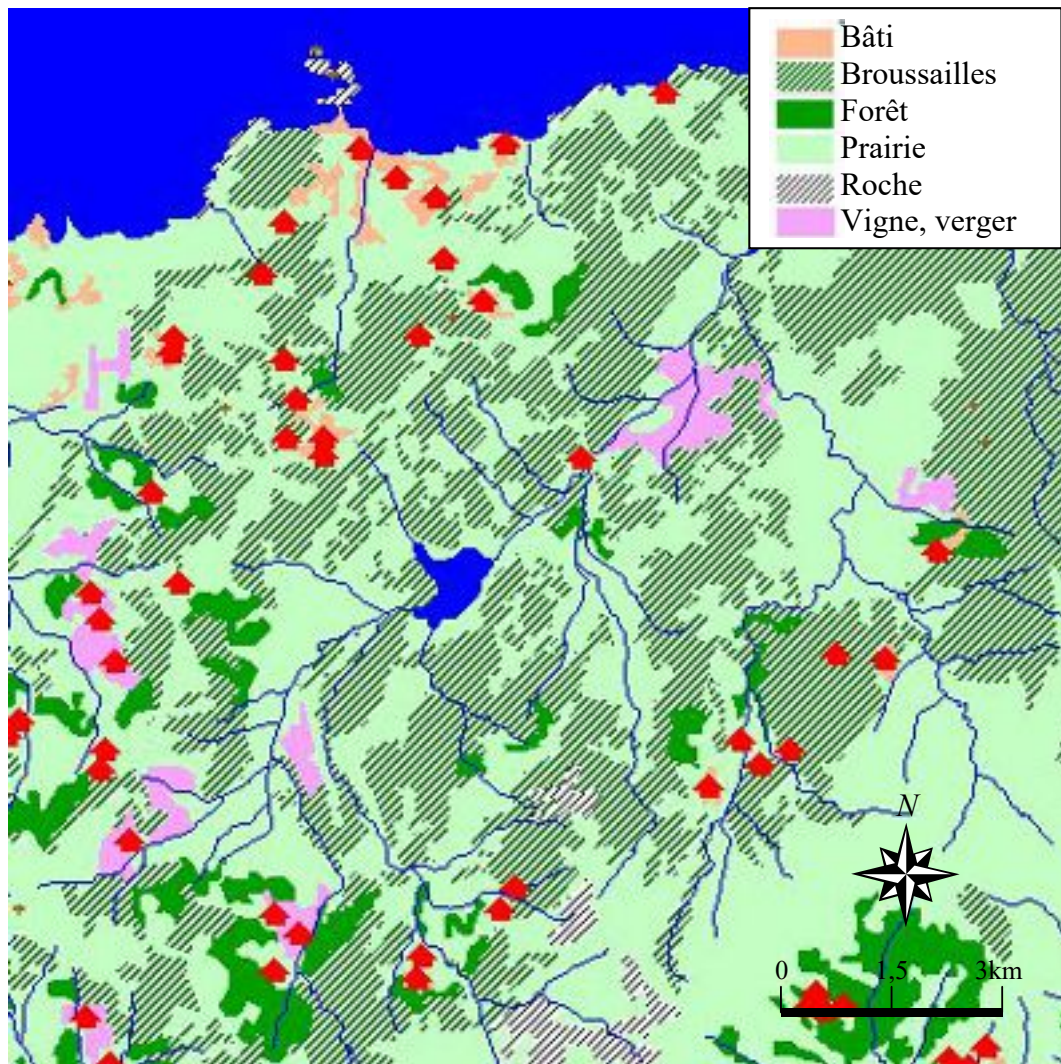 Bâti
Broussailles
Forêt
Prairie
Roche
Vigne, verger
N
0 1,5 3km